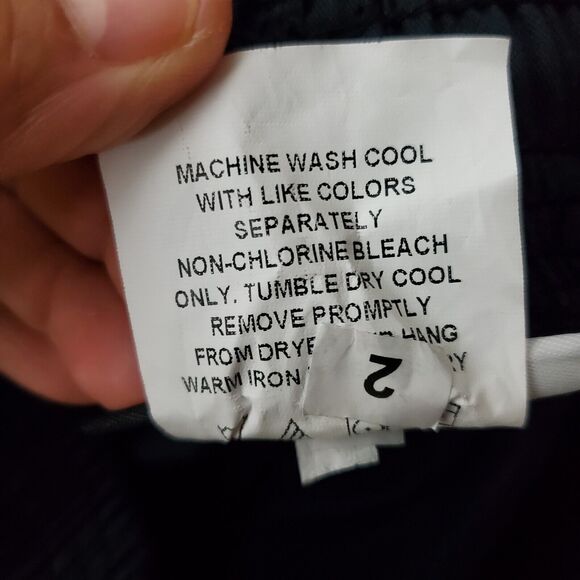 MACHINE WASH COOL
WITH LIKE COLORS
SEPARATELY
NON-CHLORINE BLEACH
ONLY. TUMBLE DRY COOL
REMOVE PROMPTLY
FROM HANG
WARM IRON
2